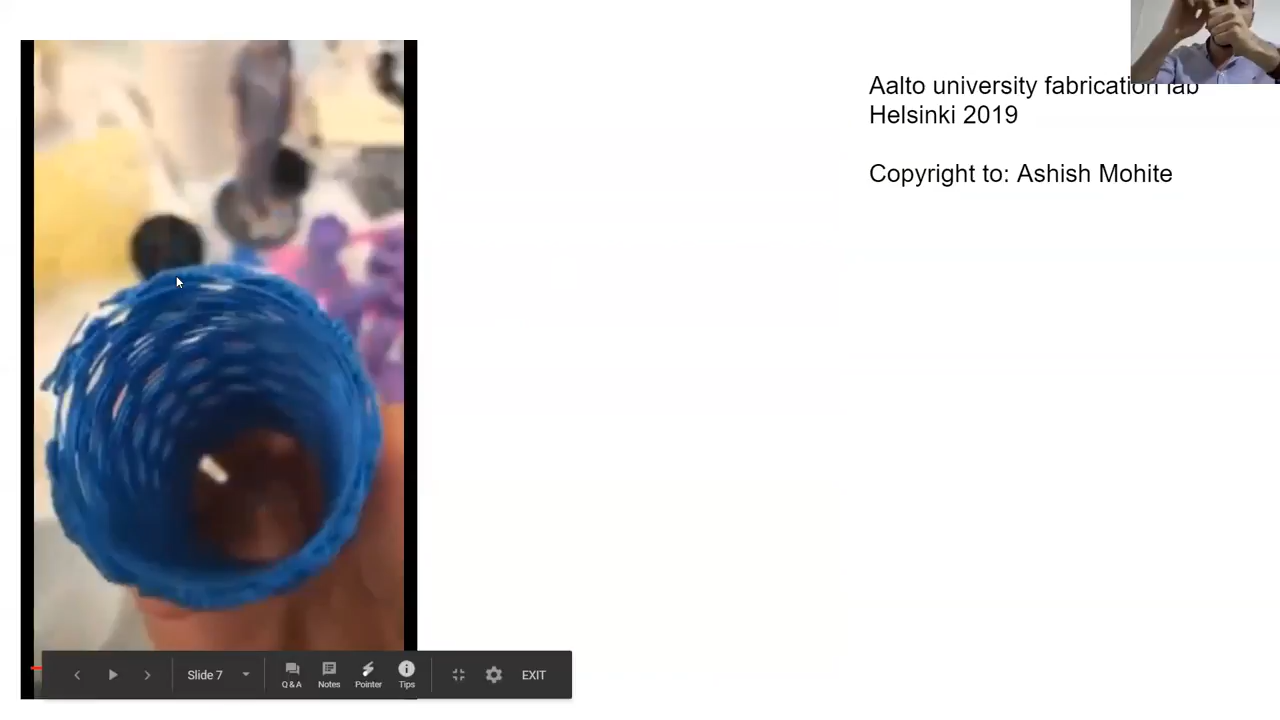 Aalto university fabrication lab
Helsinki 2019
Copyright to: Ashish Mohite
Slide 7
Q & A
Notes
Pointer
Tips
EXIT